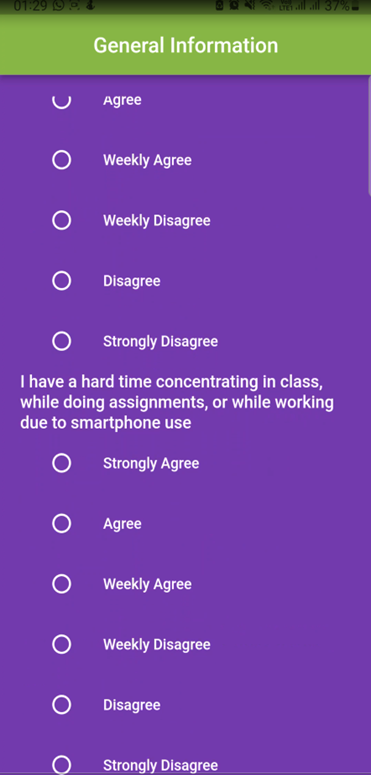 01:29
37%
General Information
Agree
Weekly Agree
Weekly Disagree
Disagree
Strongly Disagree
I have a hard time concentrating in class,
while doing assignments, or while working
due to smartphone use
Strongly Agree
Agree
Weekly Agree
Weekly Disagree
Disagree
Strongly Disagree